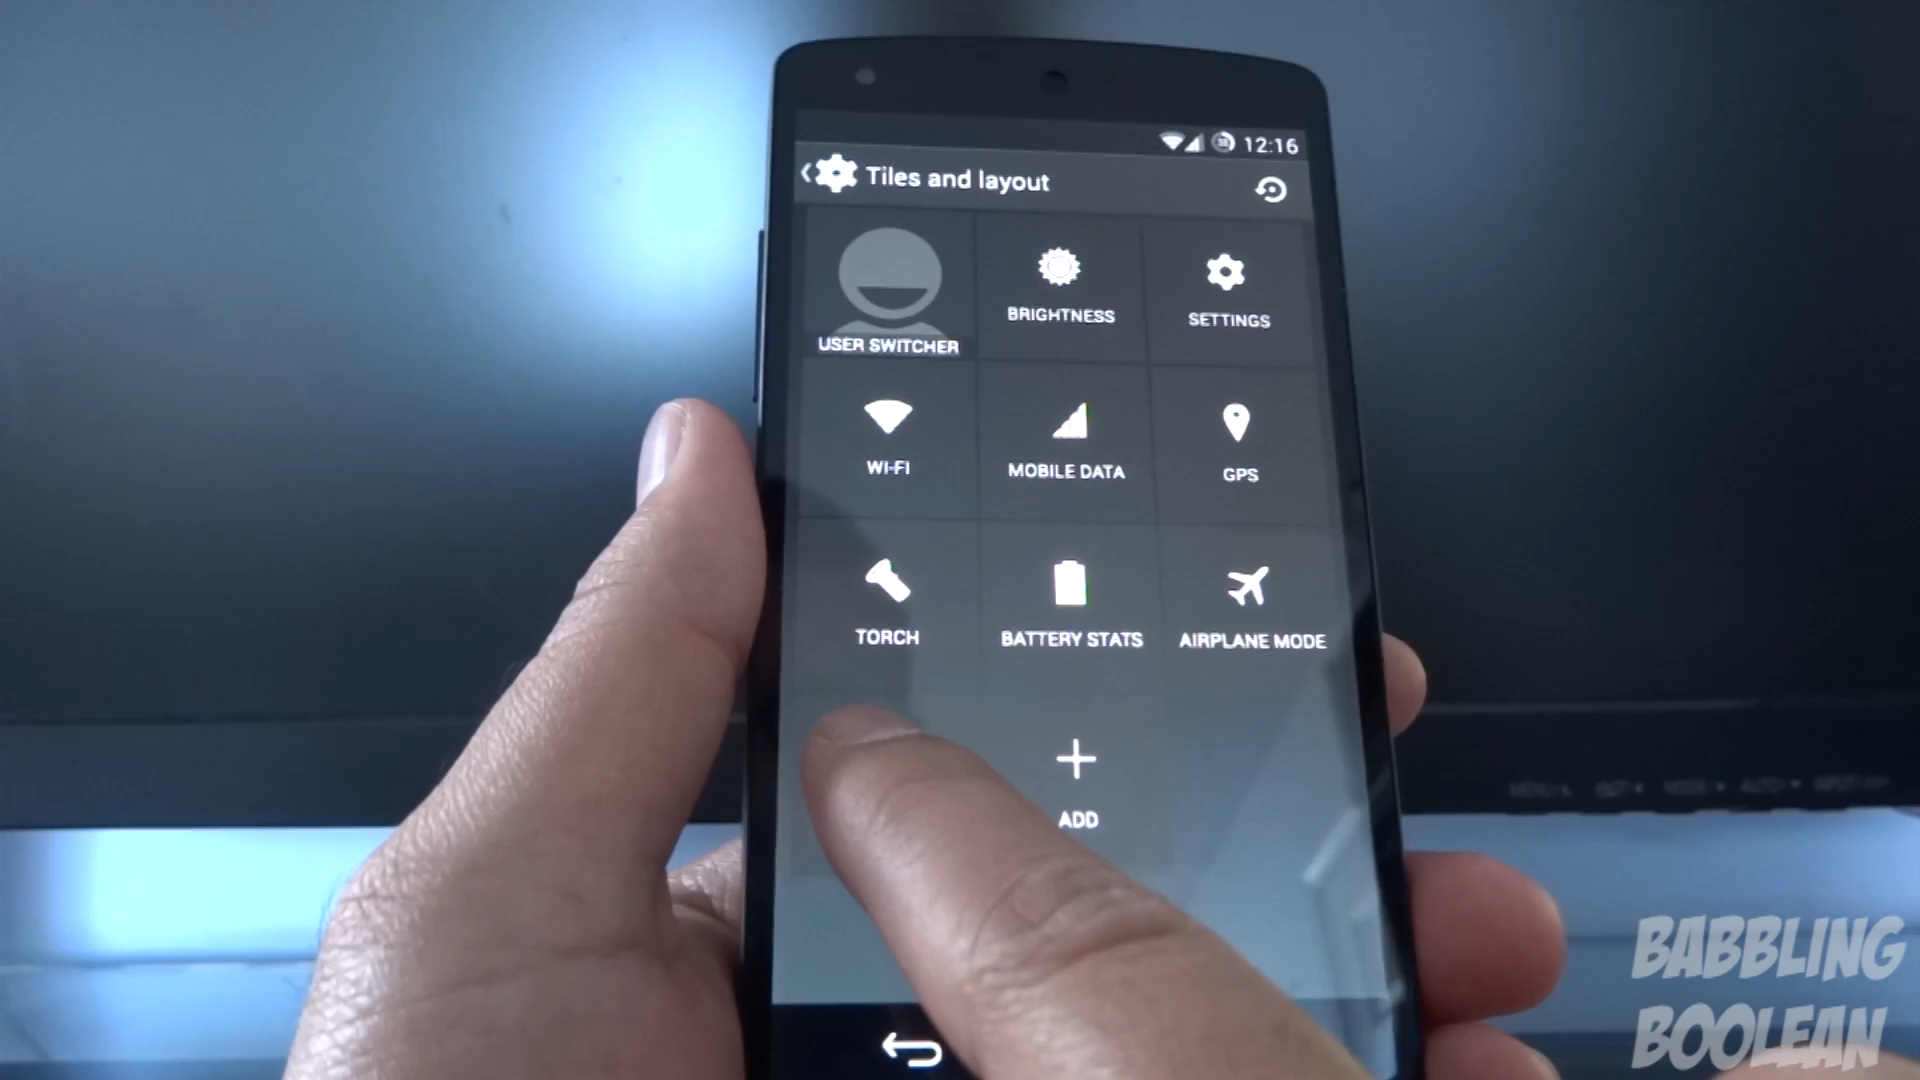 12:16
Tiles and layout
USER SWITCHER
BRIGHTNESS
SETTINGS
WI-FI
MOBILE DATA
GPS
TORCH
BATTERY STATS
AIRPLANE MODE
ADD
BABBLING
BOOLEAN